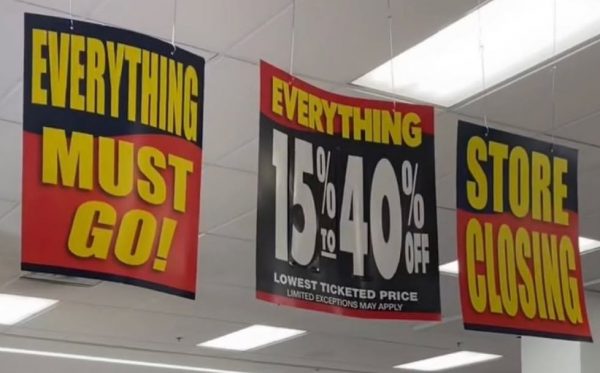 EVERYTHING
MUST
GO!
EVERYTHING
15% TO 40% OFF
LOWEST TICKETED PRICE
LIMITED EXCEPTIONS MAY APPLY
STORE
CLOSING